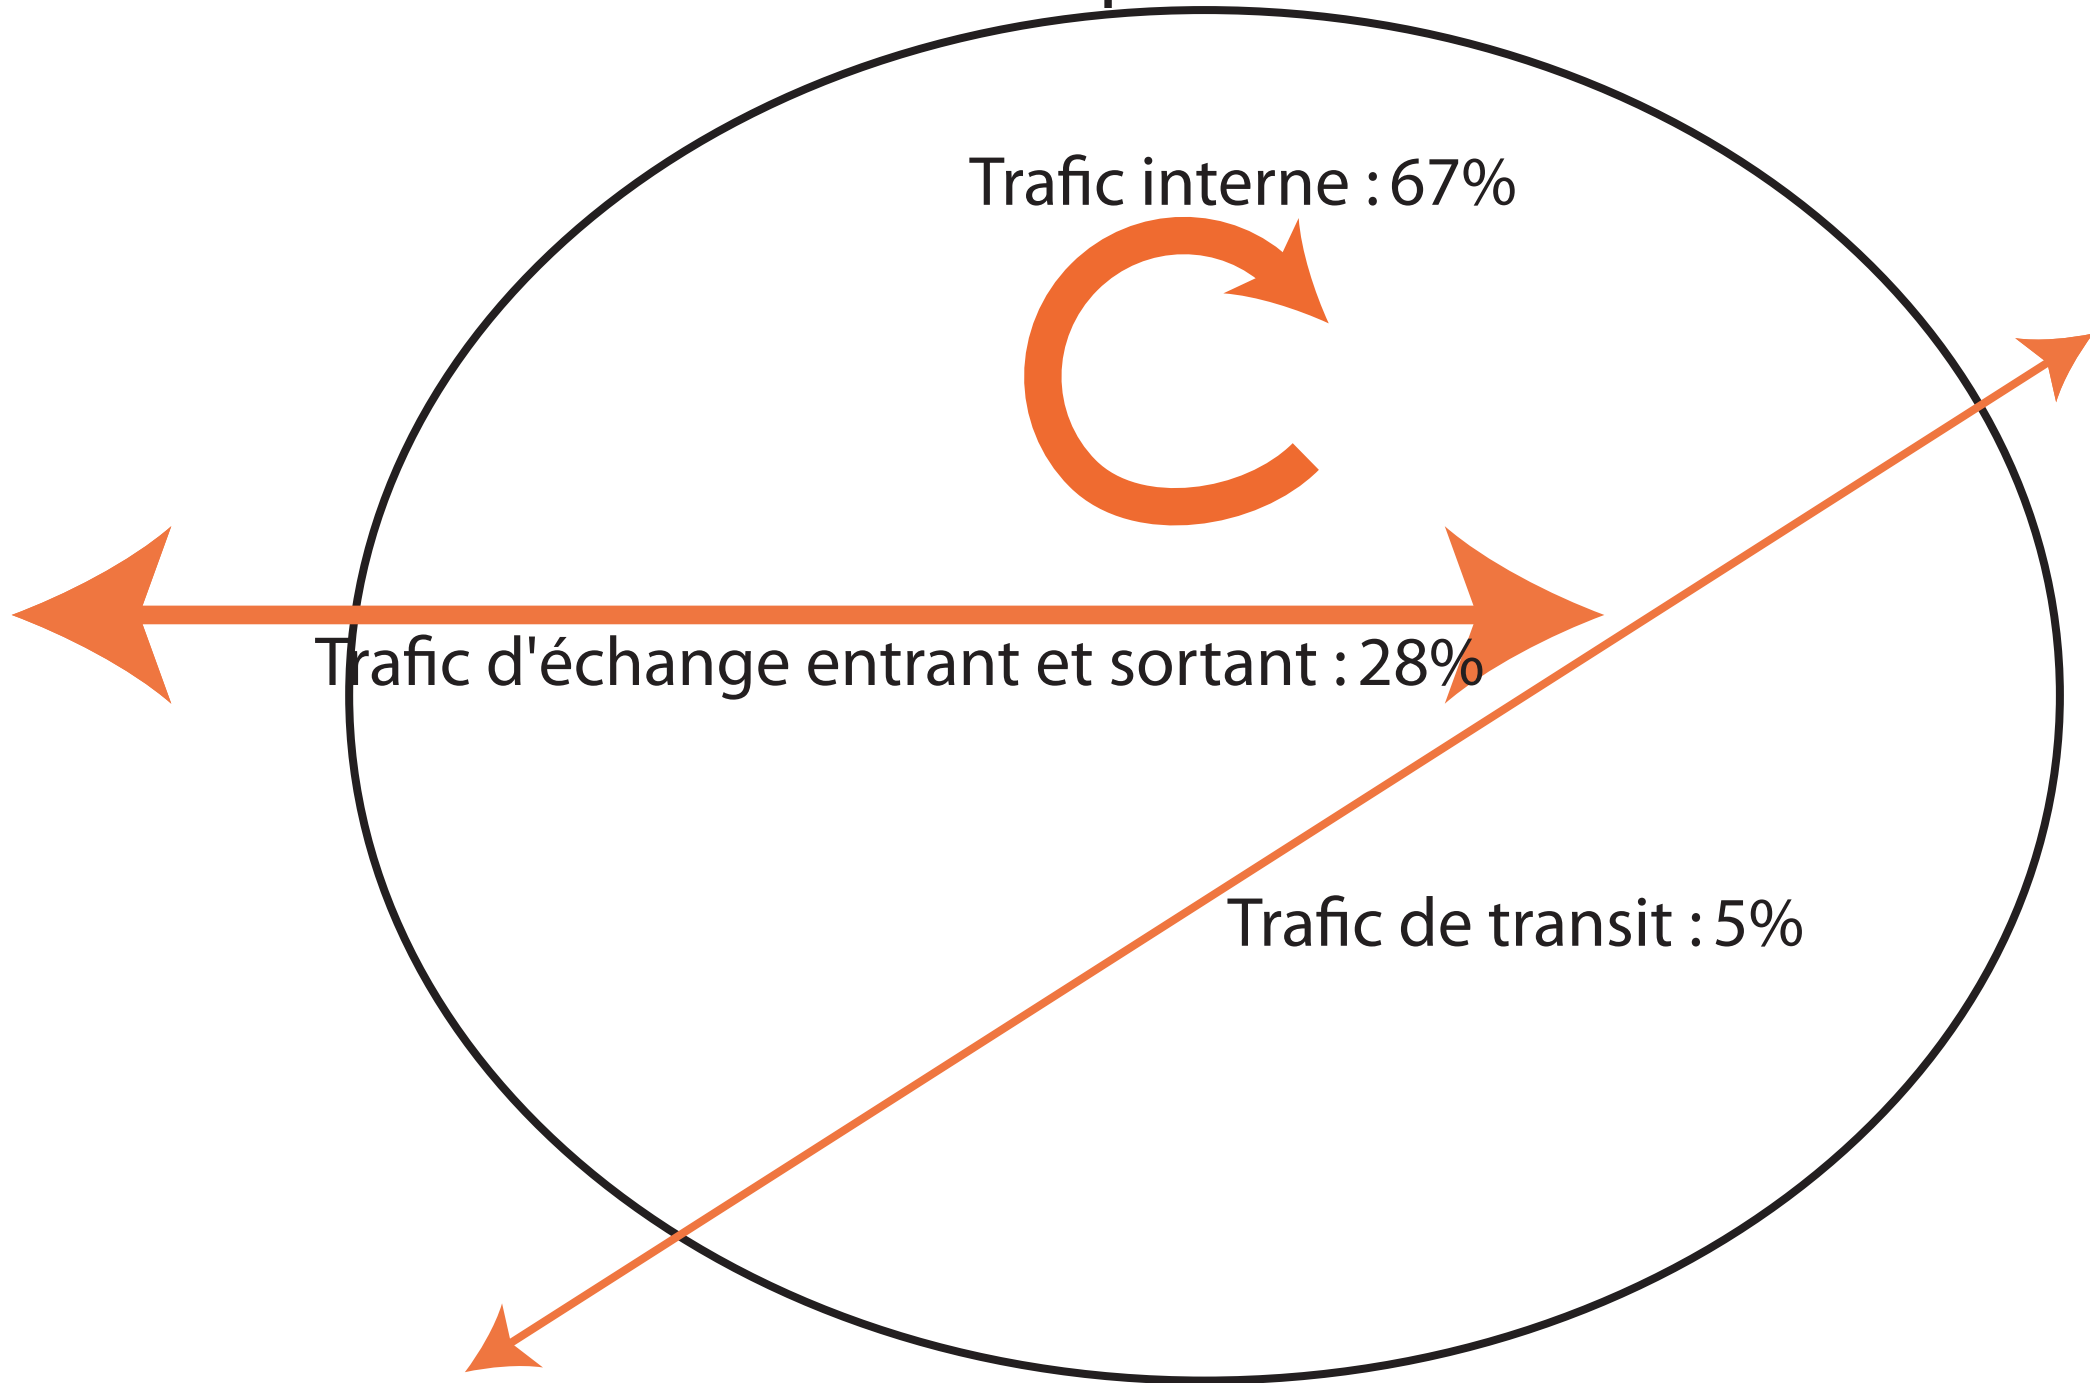 Trafic interne : 67%
Trafic d'échange entrant et sortant : 28%
Trafic de transit : 5%